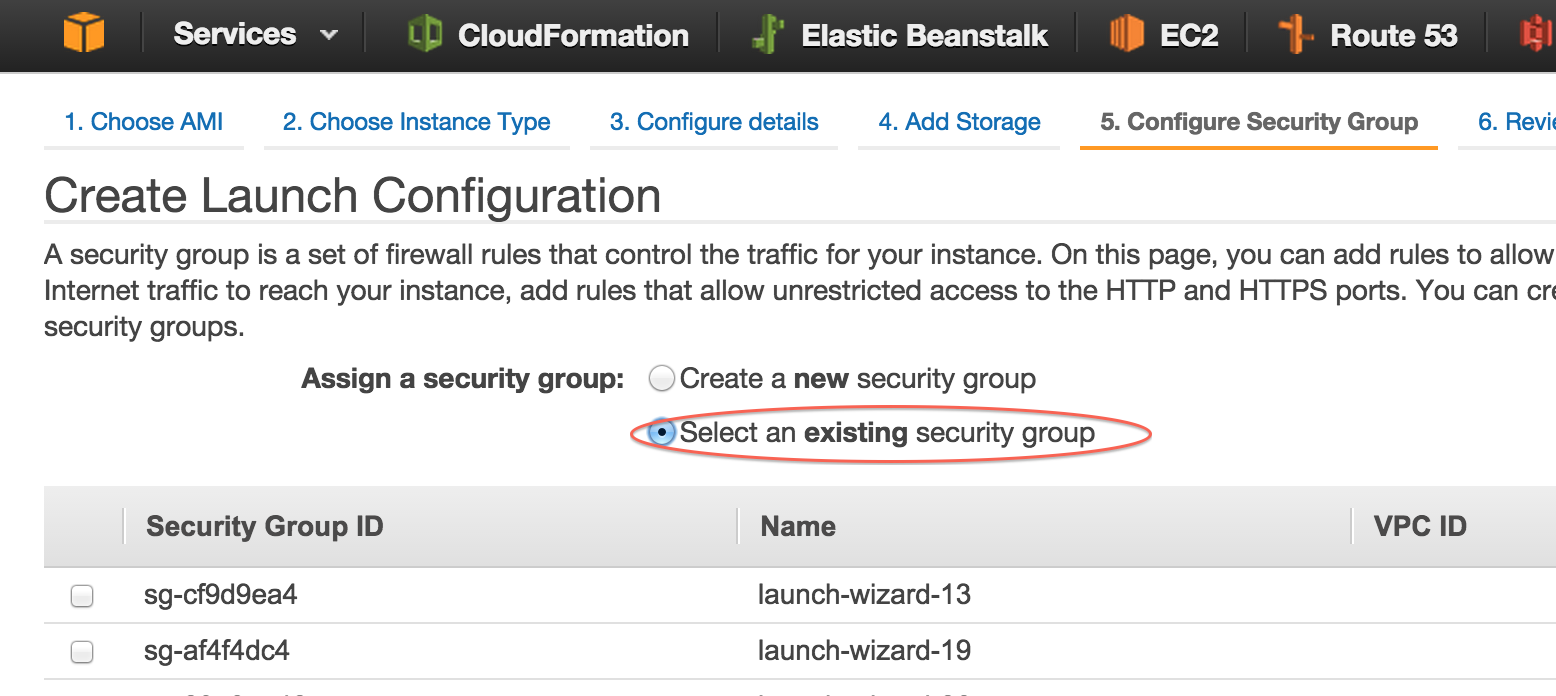 Services CloudFormation Elastic Beanstalk EC2 Route 53
1. Choose AMI 2. Choose Instance Type 3. Configure details 4. Add Storage 5. Configure Security Group 6. Revie
Create Launch Configuration
A security group is a set of firewall rules that control the traffic for your instance. On this page, you can add rules to allow
Internet traffic to reach your instance, add rules that allow unrestricted access to the HTTP and HTTPS ports. You can cre
security groups.
Assign a security group: Create a new security group
Select an existing security group
Security Group ID Name VPC ID
sg-cf9d9ea4 launch-wizard-13
sg-af4f4dc4 launch-wizard-19